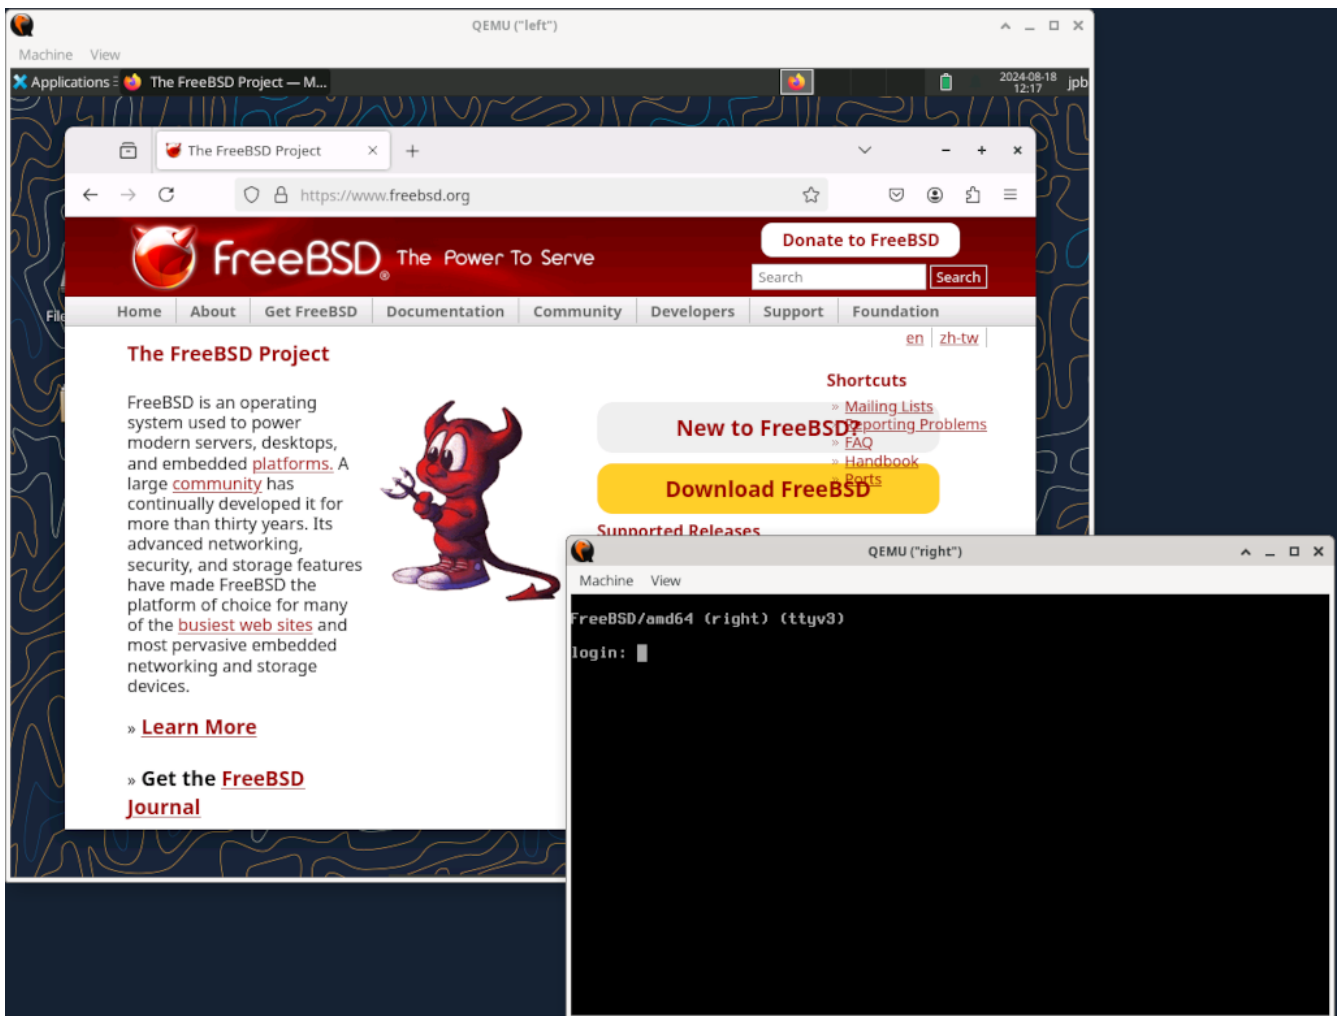 QEMU ("left")
Machine View
Applications The FreeBSD Project — M... 2024-08-18 12:17 jpb
The FreeBSD Project
https://www.freebsd.org
FreeBSD® The Power To Serve
Donate to FreeBSD
Search Search
Home About Get FreeBSD Documentation Community Developers Support Foundation
en zh-tw
File
The FreeBSD Project
FreeBSD is an operating
system used to power
modern servers, desktops,
and embedded platforms. A
large community has
continually developed it for
more than thirty years. Its
advanced networking,
security, and storage features
have made FreeBSD the
platform of choice for many
of the busiest web sites and
most pervasive embedded
networking and storage
devices.
» Learn More
» Get the FreeBSD
Journal
New to FreeBSD?
Download FreeBSD
Supported Releases
Shortcuts
» Mailing Lists
» Reporting Problems
» FAQ
» Handbook
» Ports
QEMU ("right")
Machine View
FreeBSD/amd64 (right) (ttyv3)
login: